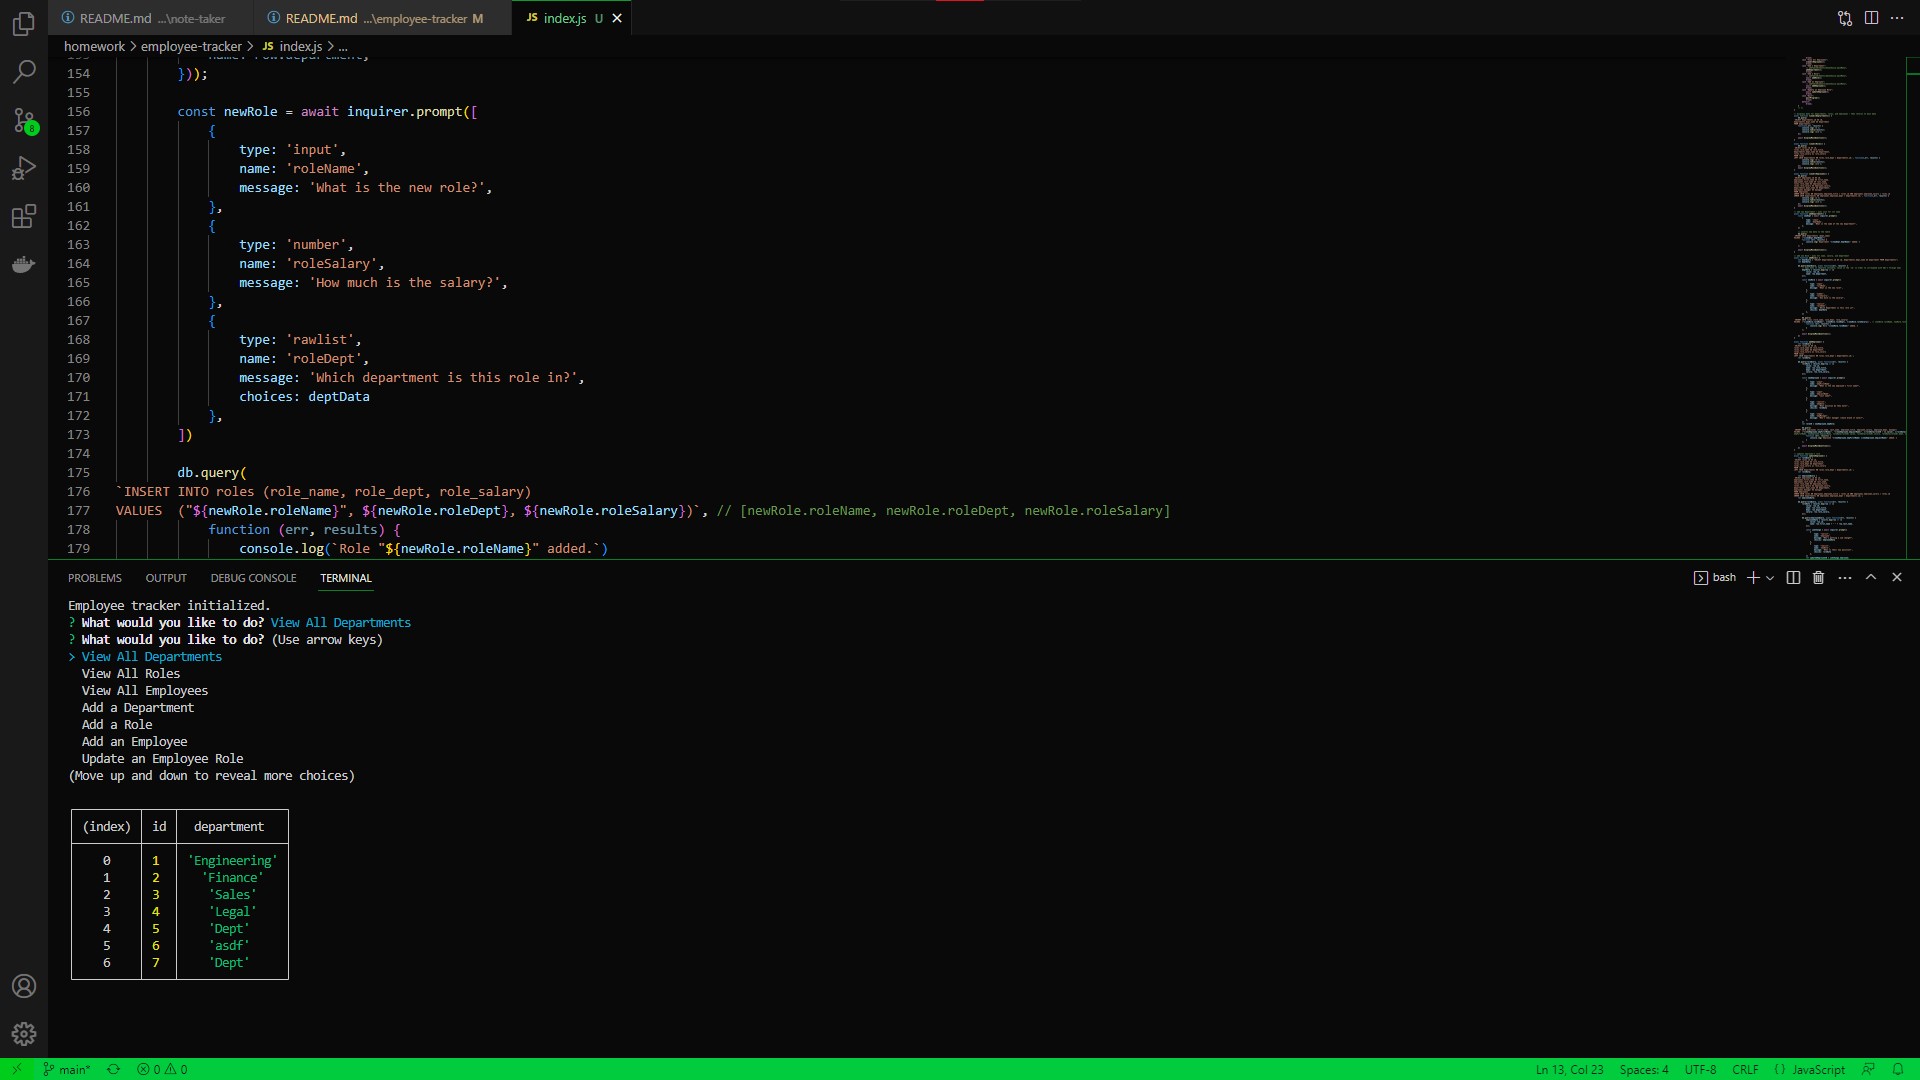 README.md ...\note-taker
README.md ...\employee-tracker M
JS index.js U
homework > employee-tracker > JS index.js > ...
154 }));
155
156 const newRole = await inquirer.prompt([
157 {
158 type: 'input',
159 name: 'roleName',
160 message: 'What is the new role?',
161 },
162 {
163 type: 'number',
164 name: 'roleSalary',
165 message: 'How much is the salary?',
166 },
167 {
168 type: 'rawlist',
169 name: 'roleDept',
170 message: 'Which department is this role in?',
171 choices: deptData
172 },
173 ])
174
175 db.query(
176 `INSERT INTO roles (role_name, role_dept, role_salary)
177 VALUES ("${newRole.roleName}", ${newRole.roleDept}, ${newRole.roleSalary})`, // [newRole.roleName, newRole.roleDept, newRole.roleSalary]
178 function (err, results) {
179 console.log(`Role "${newRole.roleName}" added.`)
8
PROBLEMS OUTPUT DEBUG CONSOLE TERMINAL
bash
Employee tracker initialized.
? What would you like to do? View All Departments
? What would you like to do? (Use arrow keys)
> View All Departments
View All Roles
View All Employees
Add a Department
Add a Role
Add an Employee
Update an Employee Role
(Move up and down to reveal more choices)
(index) id department
0 1 'Engineering'
1 2 'Finance'
2 3 'Sales'
3 4 'Legal'
4 5 'Dept'
5 6 'asdf'
6 7 'Dept'
main* 0 0
Ln 13, Col 23 Spaces: 4 UTF-8 CRLF {} JavaScript